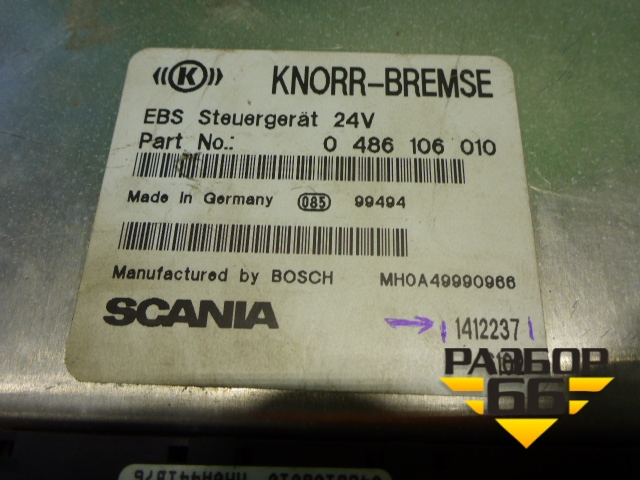 ((K)) KNORR-BREMSE
EBS Steuergerät 24V
Part No.: 0 486 106 010
Made in Germany 085 99494
Manufactured by BOSCH MH0A49990966
SCANIA
1412237
РАЗБОР
66